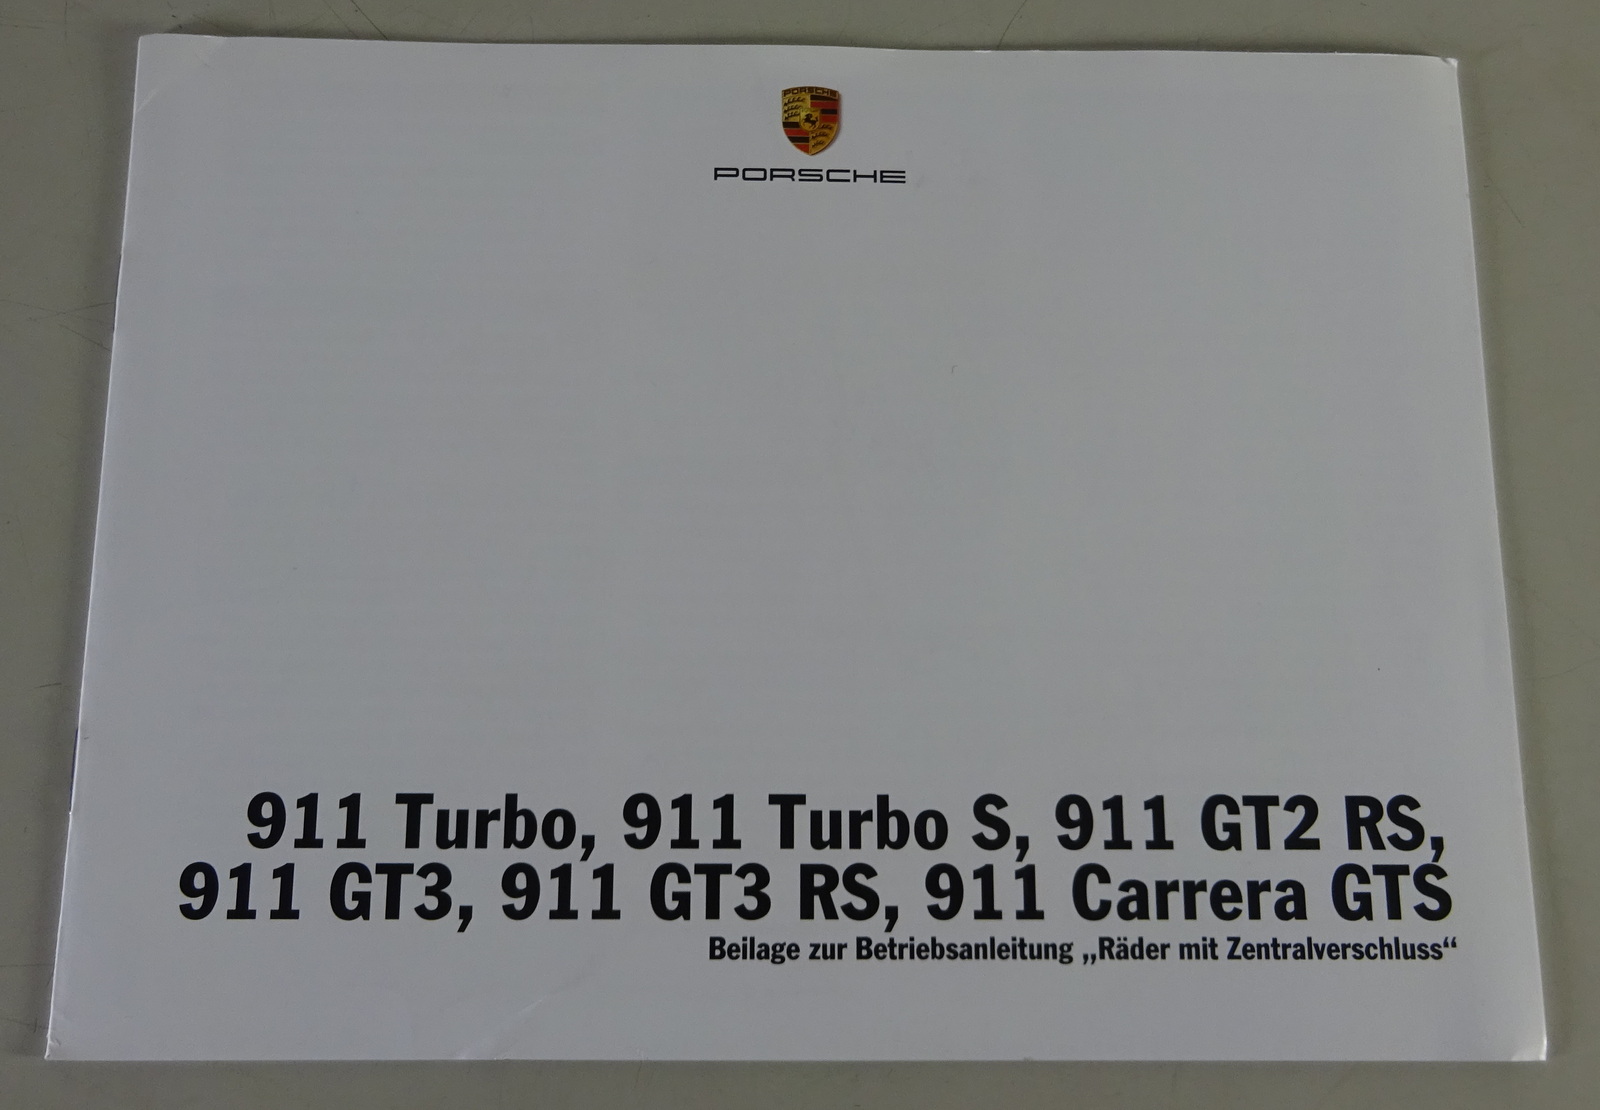 PORSCHE
PORSCHE
911 Turbo, 911 Turbo S, 911 GT2 RS,
911 GT3, 911 GT3 RS, 911 Carrera GTS
Beilage zur Betriebsanleitung „Räder mit Zentralverschluss“